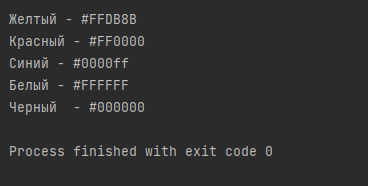 Желтый - #FFDB8B
Красный - #FF0000
Синий - #0000ff
Белый - #FFFFFF
Черный  - #000000
Process finished with exit code 0